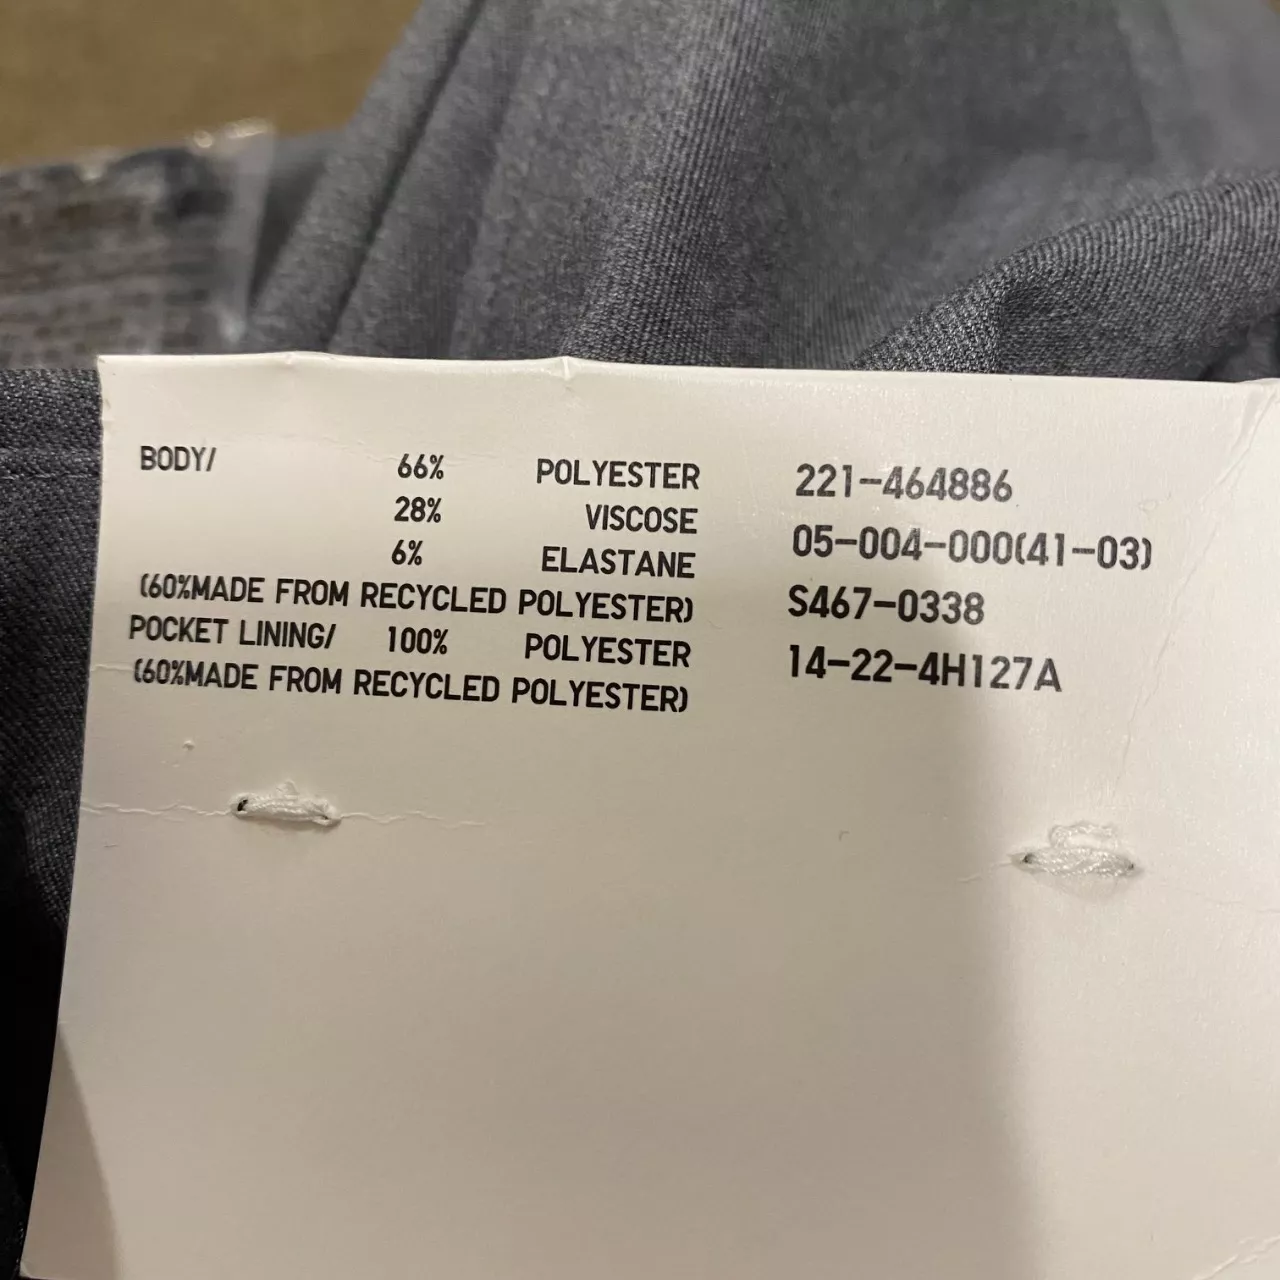 BODY/ 66% POLYESTER
28% VISCOSE
6% ELASTANE
(60%MADE FROM RECYCLED POLYESTER)
POCKET LINING/ 100% POLYESTER
(60%MADE FROM RECYCLED POLYESTER)
221-464886
05-004-000(41-03)
S467-0338
14-22-4H127A